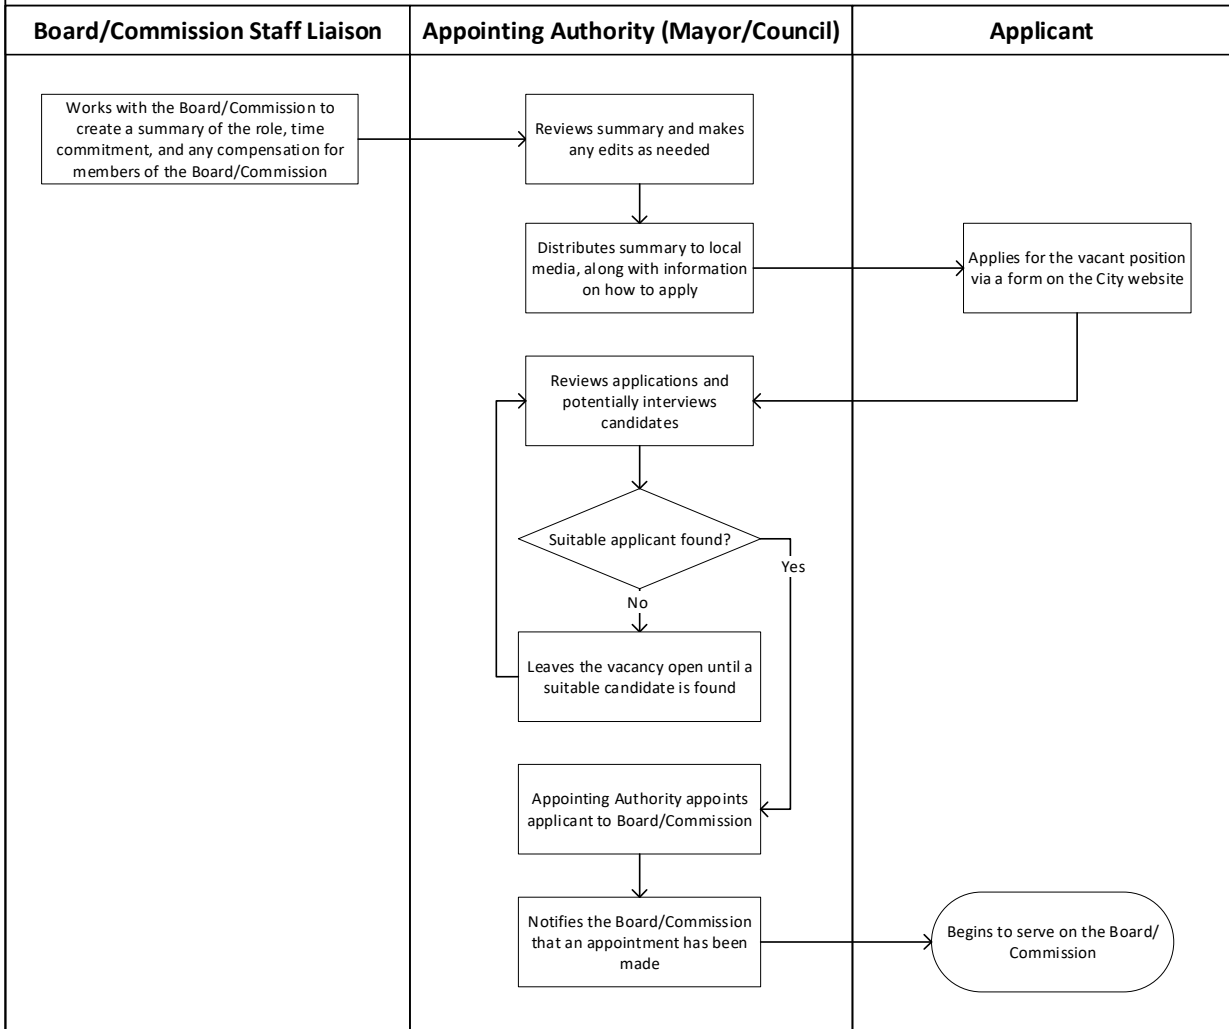 Board/Commission Staff Liaison
Appointing Authority (Mayor/Council)
Applicant
Works with the Board/Commission to
create a summary of the role, time
commitment, and any compensation for
members of the Board/Commission
Reviews summary and makes
any edits as needed
Distributes summary to local
media, along with information
on how to apply
Applies for the vacant position
via a form on the City website
Reviews applications and
potentially interviews
candidates
Suitable applicant found?
Yes
No
Leaves the vacancy open until a
suitable candidate is found
Appointing Authority appoints
applicant to Board/Commission
Notifies the Board/Commission
that an appointment has been
made
Begins to serve on the Board/
Commission